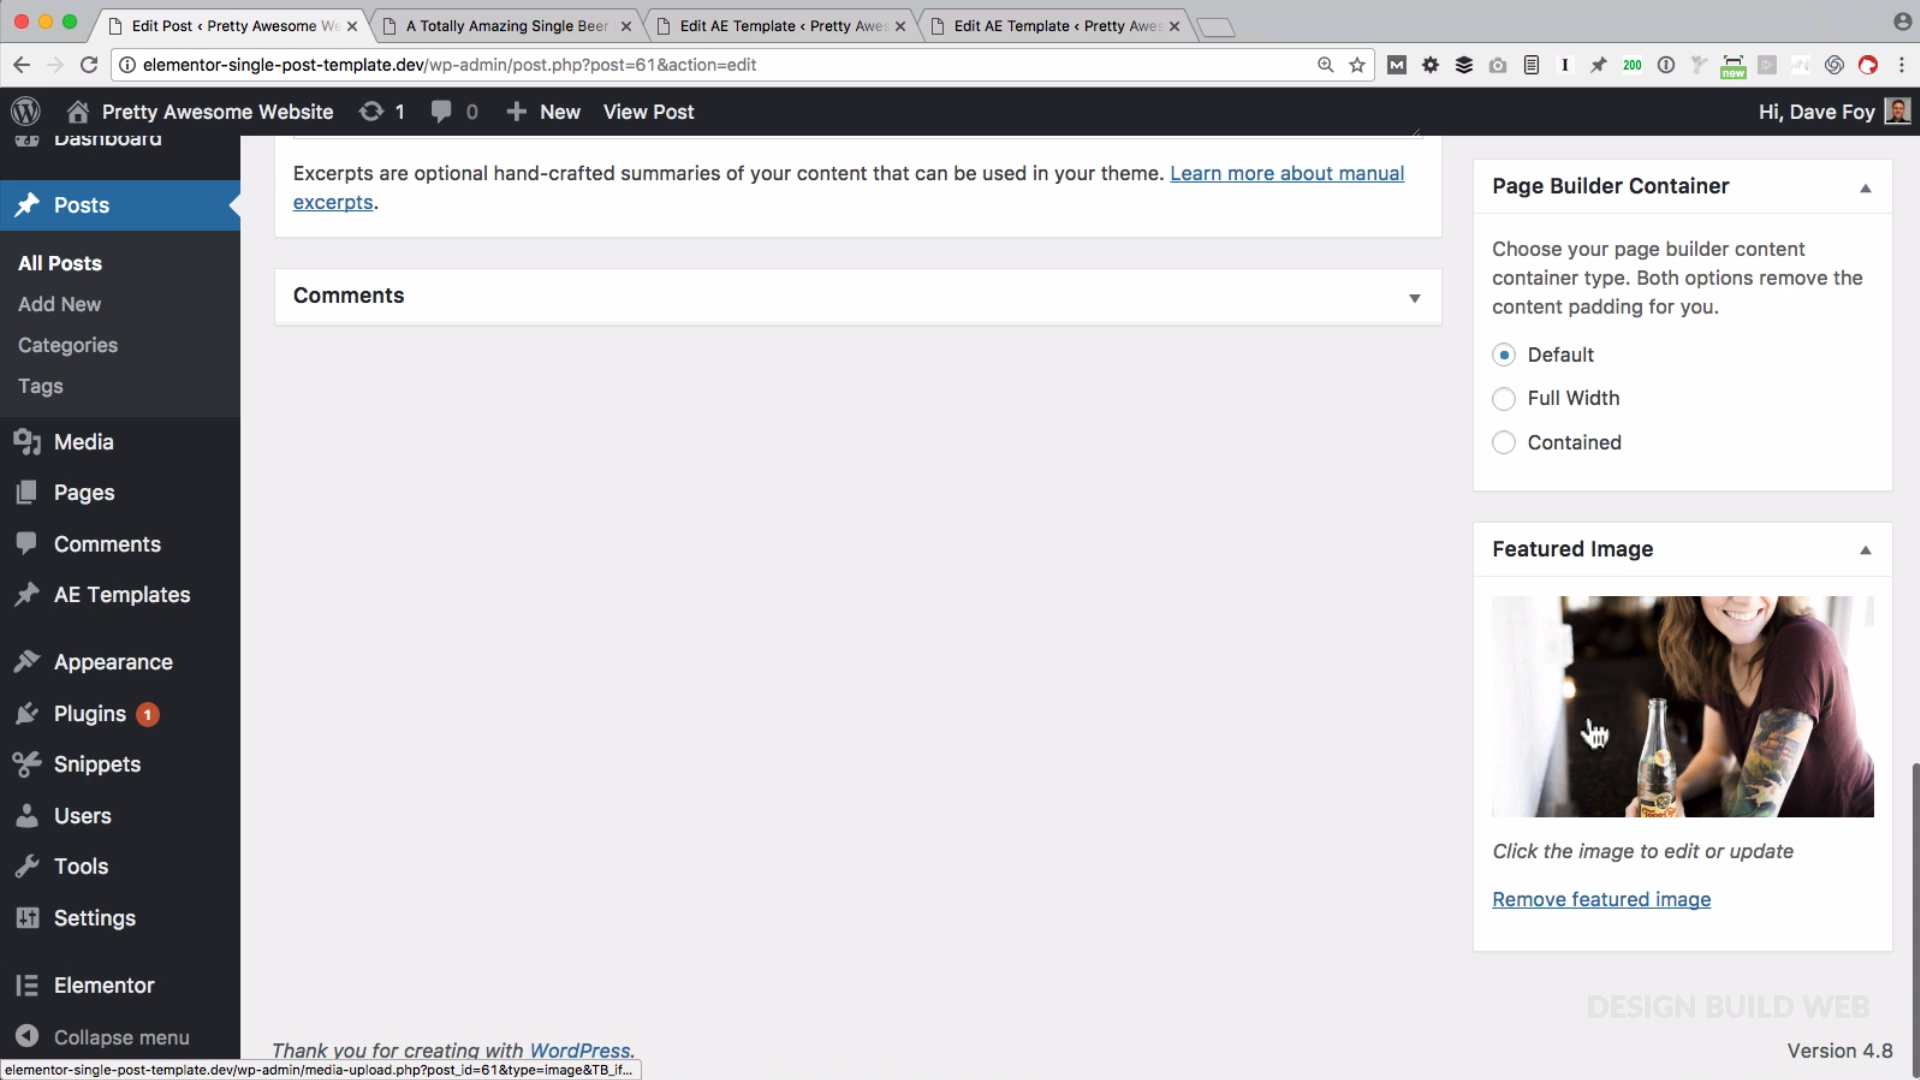 Edit Post ‹ Pretty Awesome We
A Totally Amazing Single Beer
Edit AE Template ‹ Pretty Awes
Edit AE Template ‹ Pretty Awes
elementor-single-post-template.dev/wp-admin/post.php?post=61&action=edit
M
I
200
new
Pretty Awesome Website
1
0
New
View Post
Hi, Dave Foy
Dashboard
Posts
All Posts
Add New
Categories
Tags
Media
Pages
Comments
AE Templates
Appearance
Plugins 1
Snippets
Users
Tools
Settings
Elementor
Collapse menu
Excerpts are optional hand-crafted summaries of your content that can be used in your theme. Learn more about manual
excerpts.
Comments
Page Builder Container
Choose your page builder content
container type. Both options remove the
content padding for you.
Default
Full Width
Contained
Featured Image
Click the image to edit or update
Remove featured image
DESIGN BUILD WEB
Thank you for creating with WordPress.
Version 4.8
elementor-single-post-template.dev/wp-admin/media-upload.php?post_id=61&type=image&TB_if...